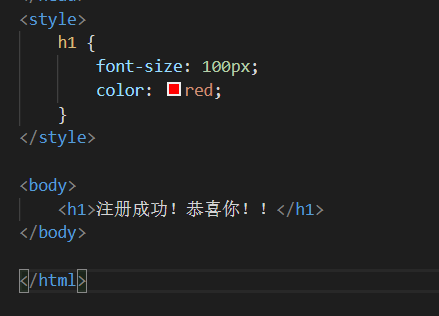 </head>
<style>
h1 {
font-size: 100px;
color: red;
}
</style>
<body>
<h1>注册成功！恭喜你！！</h1>
</body>
</html>